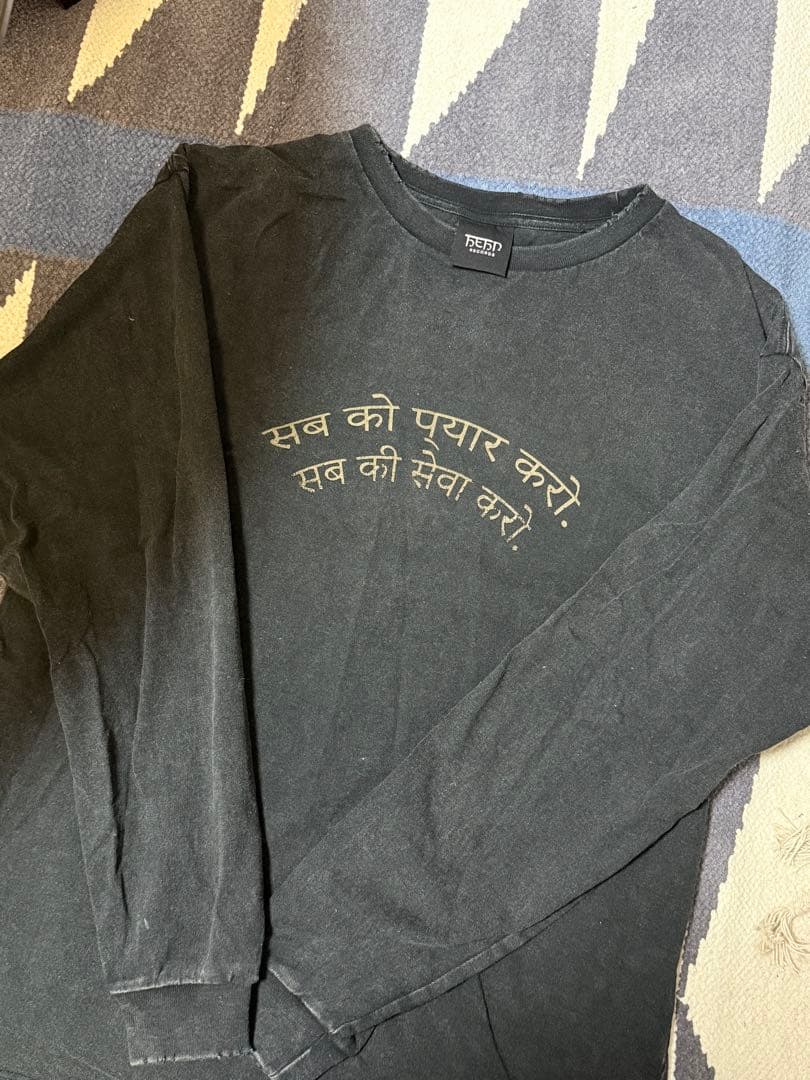 सब को प्‌यार करो.
सब की सेवा करो.